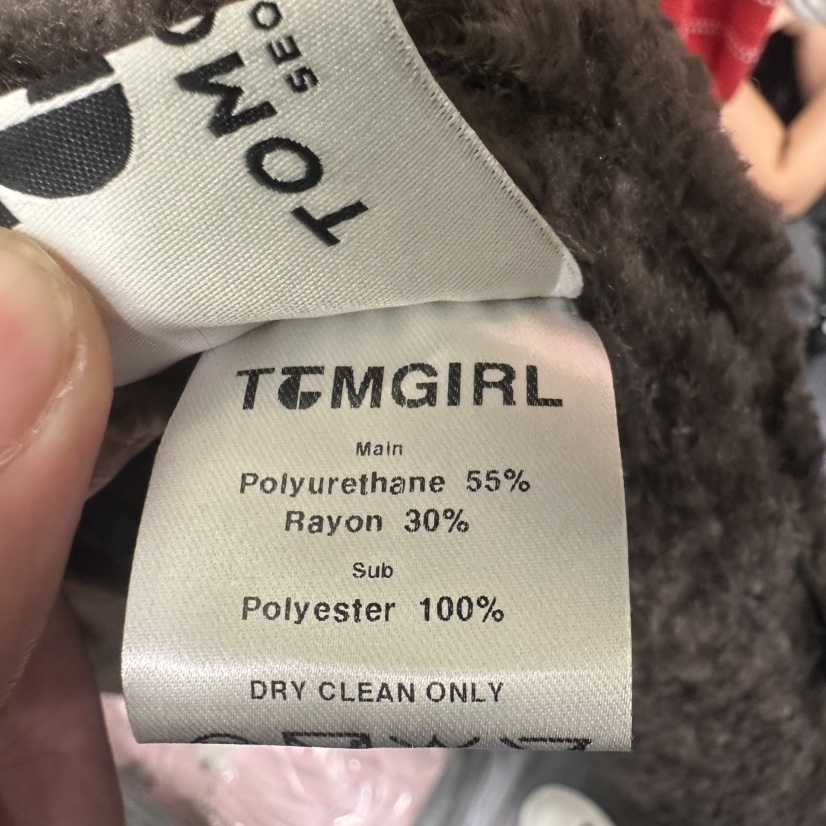 TOM
SEO
TOMGIRL
Main
Polyurethane 55%
Rayon 30%
Sub
Polyester 100%
DRY CLEAN ONLY